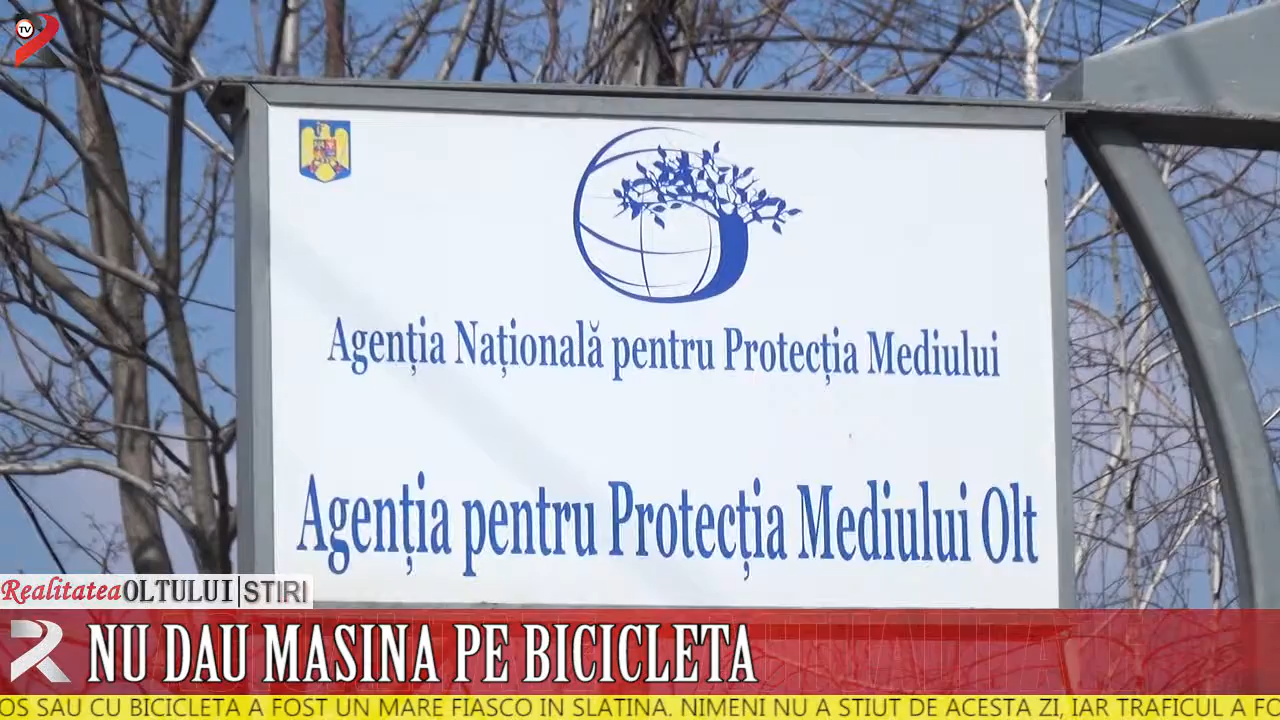 TV
Agenția Națională pentru Protecția Mediului
Agenția pentru Protecția Mediului Olt
RealitateaOLTULUI|STIRI
NU DAU MASINA PE BICICLETA
OS SAU CU BICICLETA A FOST UN MARE FIASCO IN SLATINA. NIMENI NU A STIUT DE ACESTA ZI, IAR TRAFICUL A FO